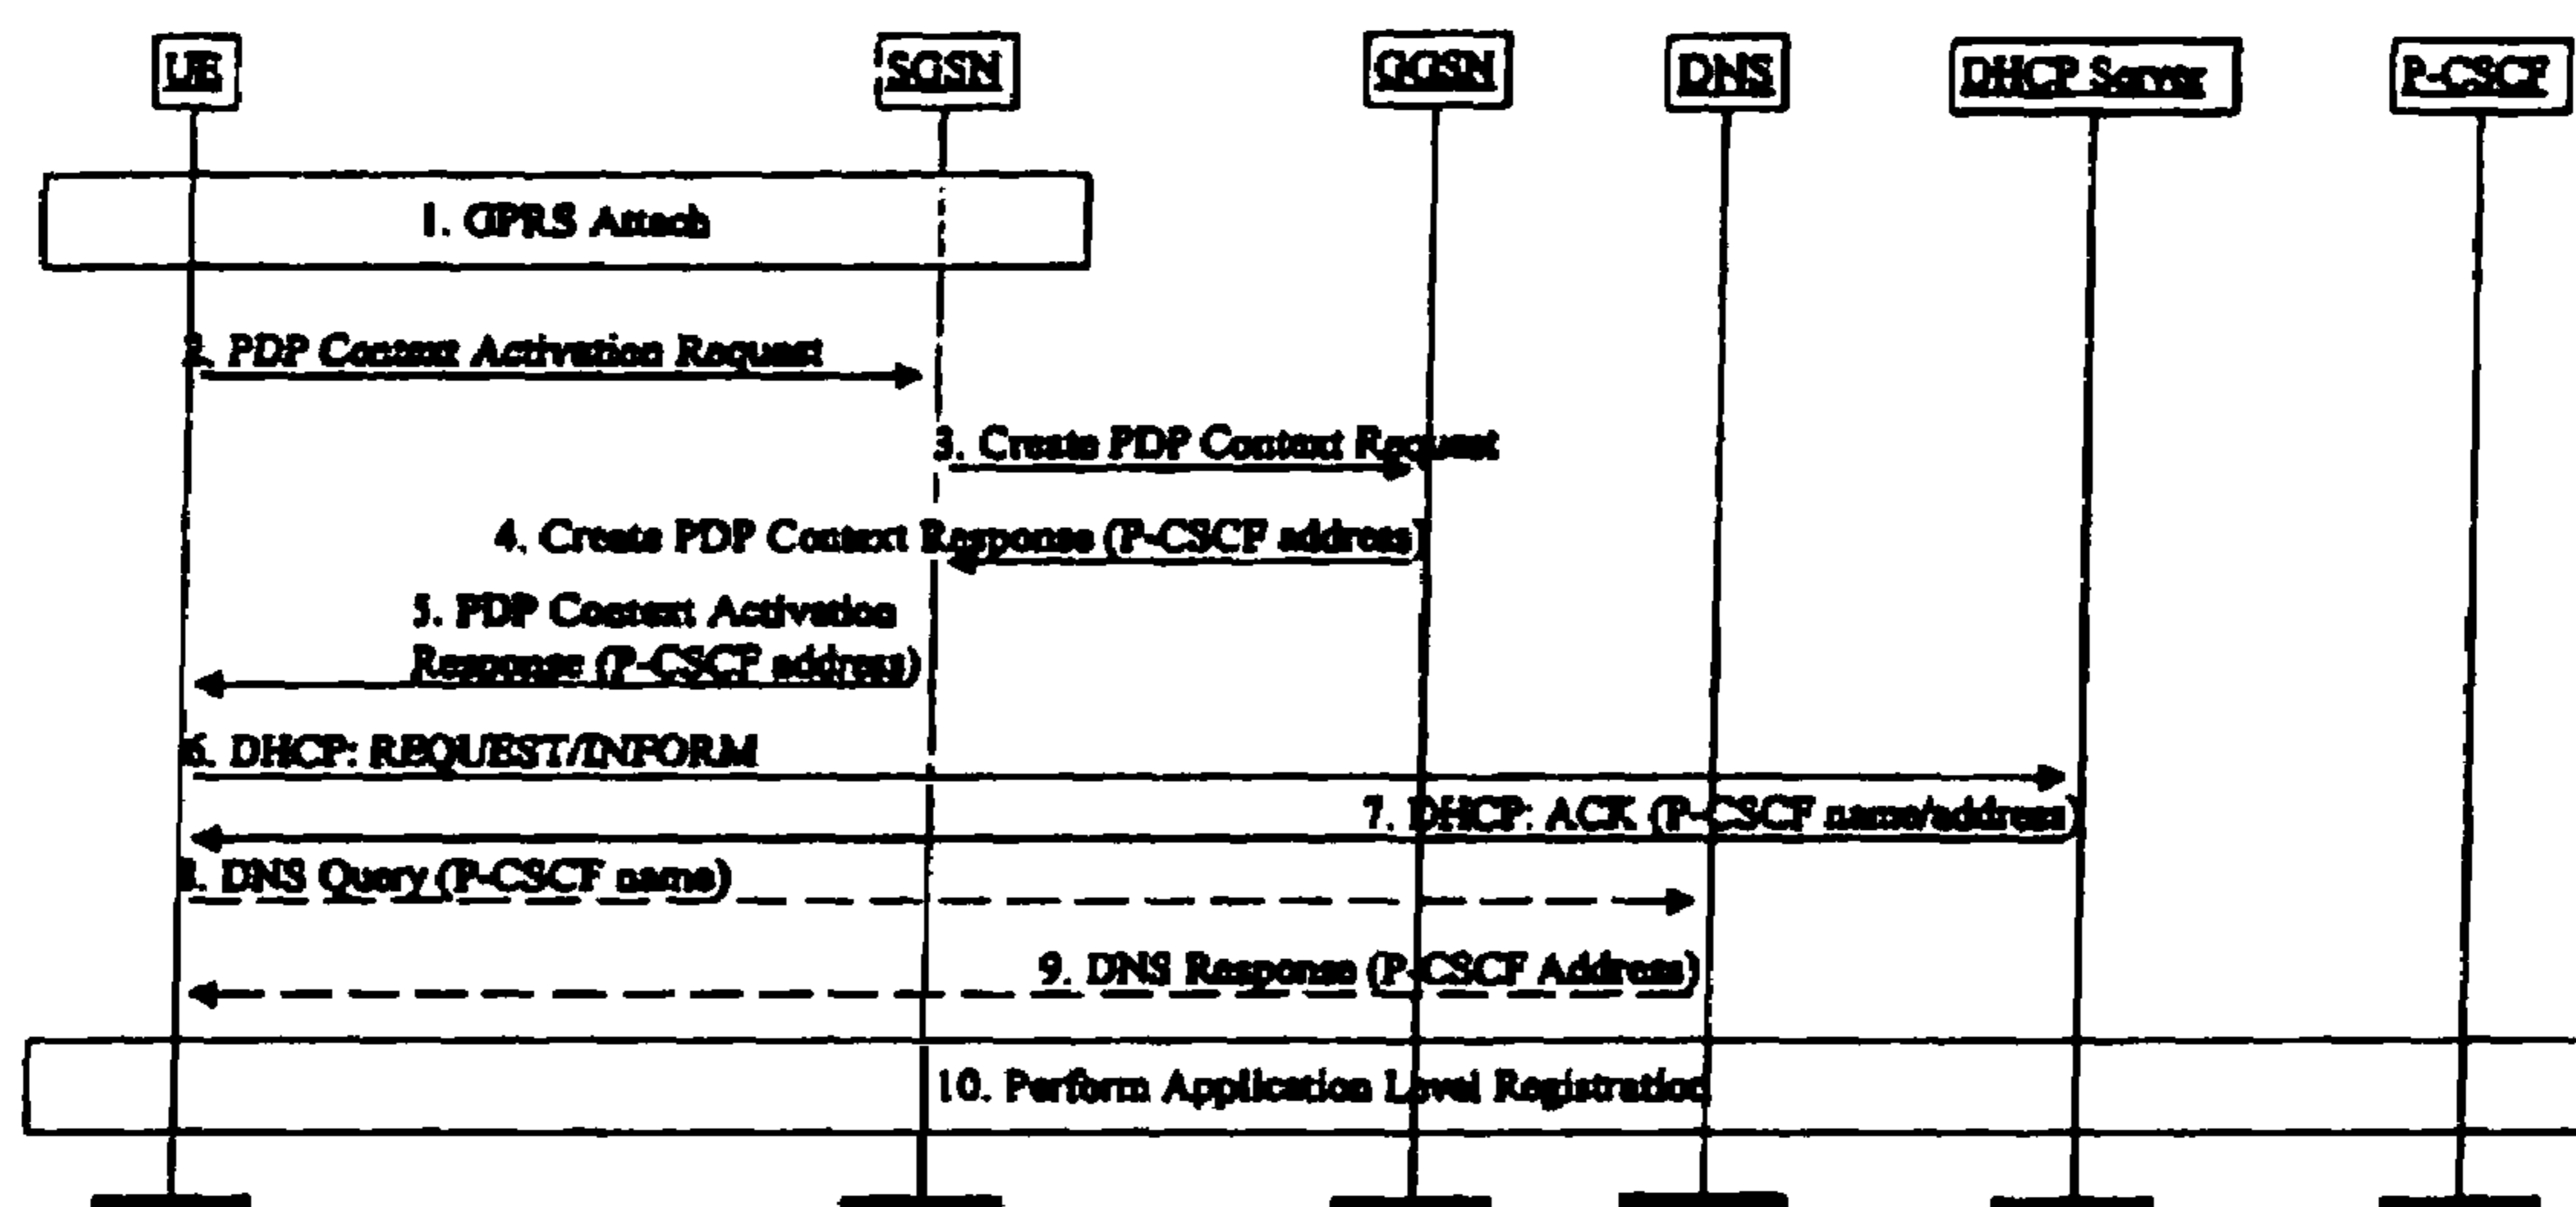 UE
SGSN
GGSN
DNS
DHCP Server
P-CSCF
1. GPRS Attach
2. PDP Context Activation Request
3. Create PDP Context Request
4. Create PDP Context Response (P-CSCF address)
5. PDP Context Activation
Response (P-CSCF address)
6. DHCP: REQUEST/INFORM
7. DHCP: ACK (P-CSCF name/address)
8. DNS Query (P-CSCF name)
9. DNS Response (P-CSCF Address)
10. Perform Application Level Registration